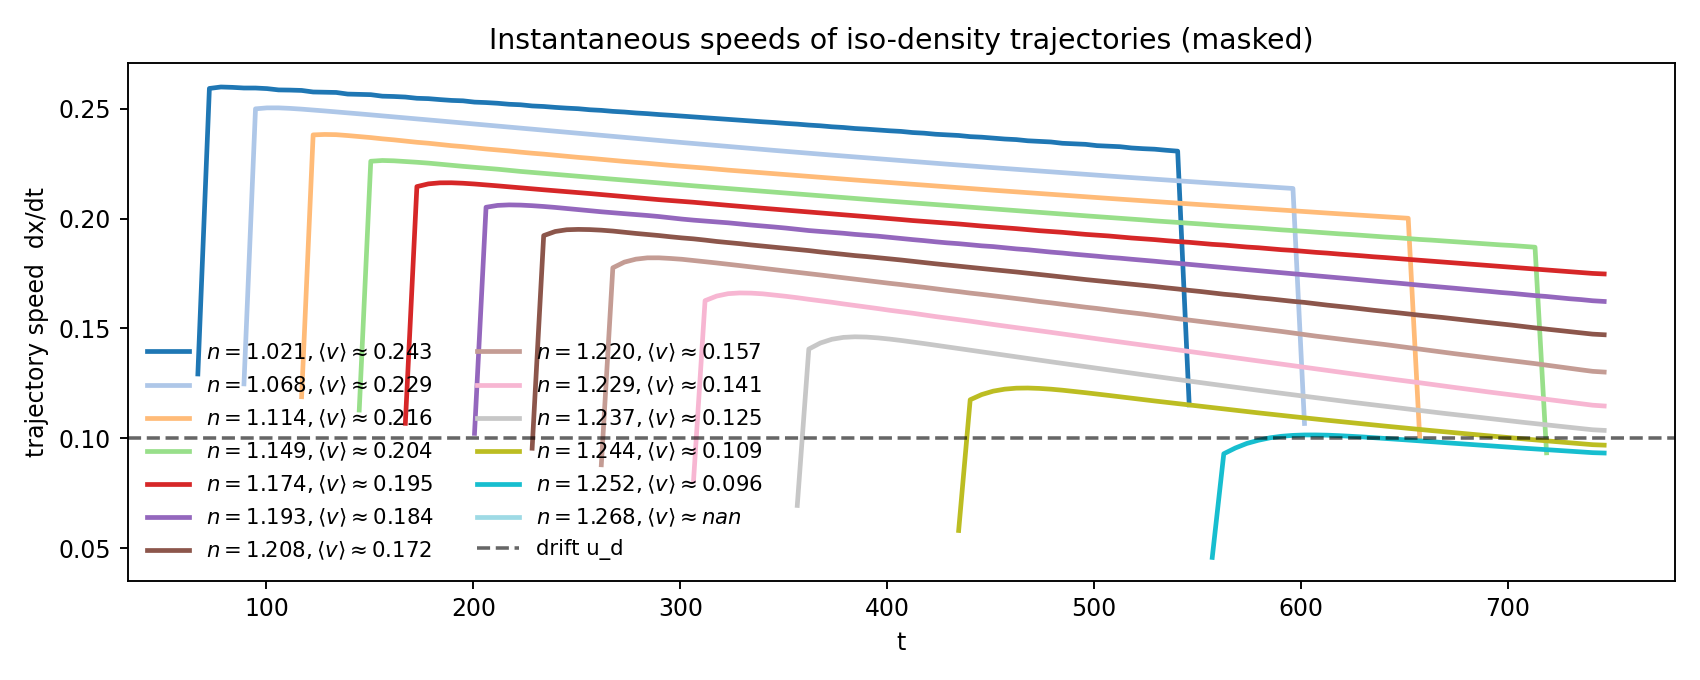 Instantaneous speeds of iso-density trajectories (masked)
trajectory speed dx/dt
0.25
0.20
0.15
0.10
0.05
n = 1.021, ⟨v⟩ ≈ 0.243
n = 1.068, ⟨v⟩ ≈ 0.229
n = 1.114, ⟨v⟩ ≈ 0.216
n = 1.149, ⟨v⟩ ≈ 0.204
n = 1.174, ⟨v⟩ ≈ 0.195
n = 1.193, ⟨v⟩ ≈ 0.184
n = 1.208, ⟨v⟩ ≈ 0.172
n = 1.220, ⟨v⟩ ≈ 0.157
n = 1.229, ⟨v⟩ ≈ 0.141
n = 1.237, ⟨v⟩ ≈ 0.125
n = 1.244, ⟨v⟩ ≈ 0.109
n = 1.252, ⟨v⟩ ≈ 0.096
n = 1.268, ⟨v⟩ ≈ nan
drift u_d
100 200 300 400 500 600 700
t